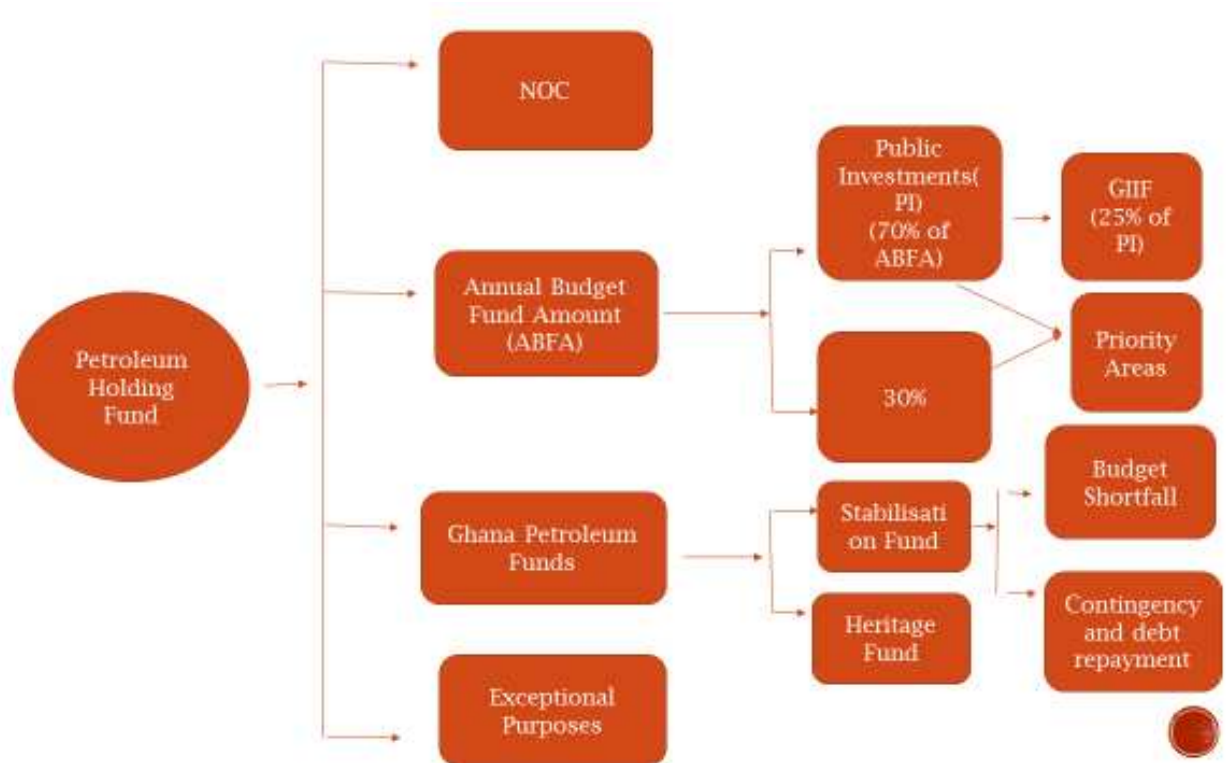 NOC
Public
Investments(
PI)
(70% of
ABFA)
GIIF
(25% of
PI)
Annual Budget
Fund Amount
(ABFA)
Petroleum
Holding
Fund
Priority
Areas
30%
Budget
Shortfall
Ghana Petroleum
Funds
Stabilisati
on Fund
Heritage
Fund
Contingency
and debt
repayment
Exceptional
Purposes